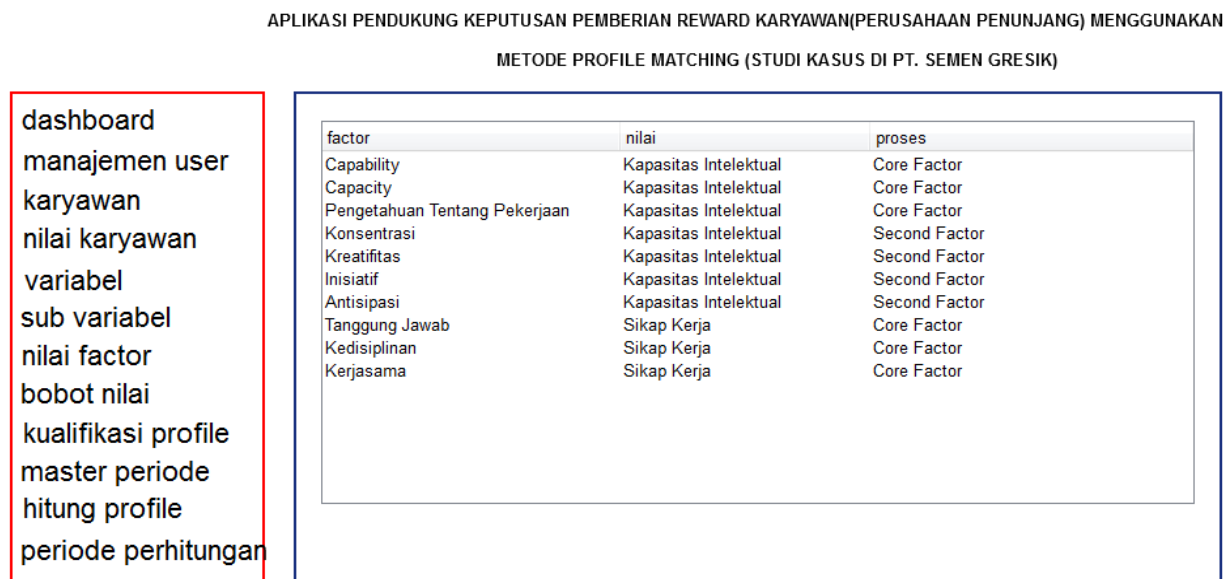 APLIKASI PENDUKUNG KEPUTUSAN PEMBERIAN REWARD KARYAWAN(PERUSAHAAN PENUNJANG) MENGGUNAKAN
METODE PROFILE MATCHING (STUDI KASUS DI PT. SEMEN GRESIK)
dashboard
manajemen user
karyawan
nilai karyawan
variabel
sub variabel
nilai factor
bobot nilai
kualifikasi profile
master periode
hitung profile
periode perhitungan
factor nilai proses
Capability Kapasitas Intelektual Core Factor
Capacity Kapasitas Intelektual Core Factor
Pengetahuan Tentang Pekerjaan Kapasitas Intelektual Core Factor
Konsentrasi Kapasitas Intelektual Second Factor
Kreatifitas Kapasitas Intelektual Second Factor
Inisiatif Kapasitas Intelektual Second Factor
Antisipasi Kapasitas Intelektual Second Factor
Tanggung Jawab Sikap Kerja Core Factor
Kedisiplinan Sikap Kerja Core Factor
Kerjasama Sikap Kerja Core Factor